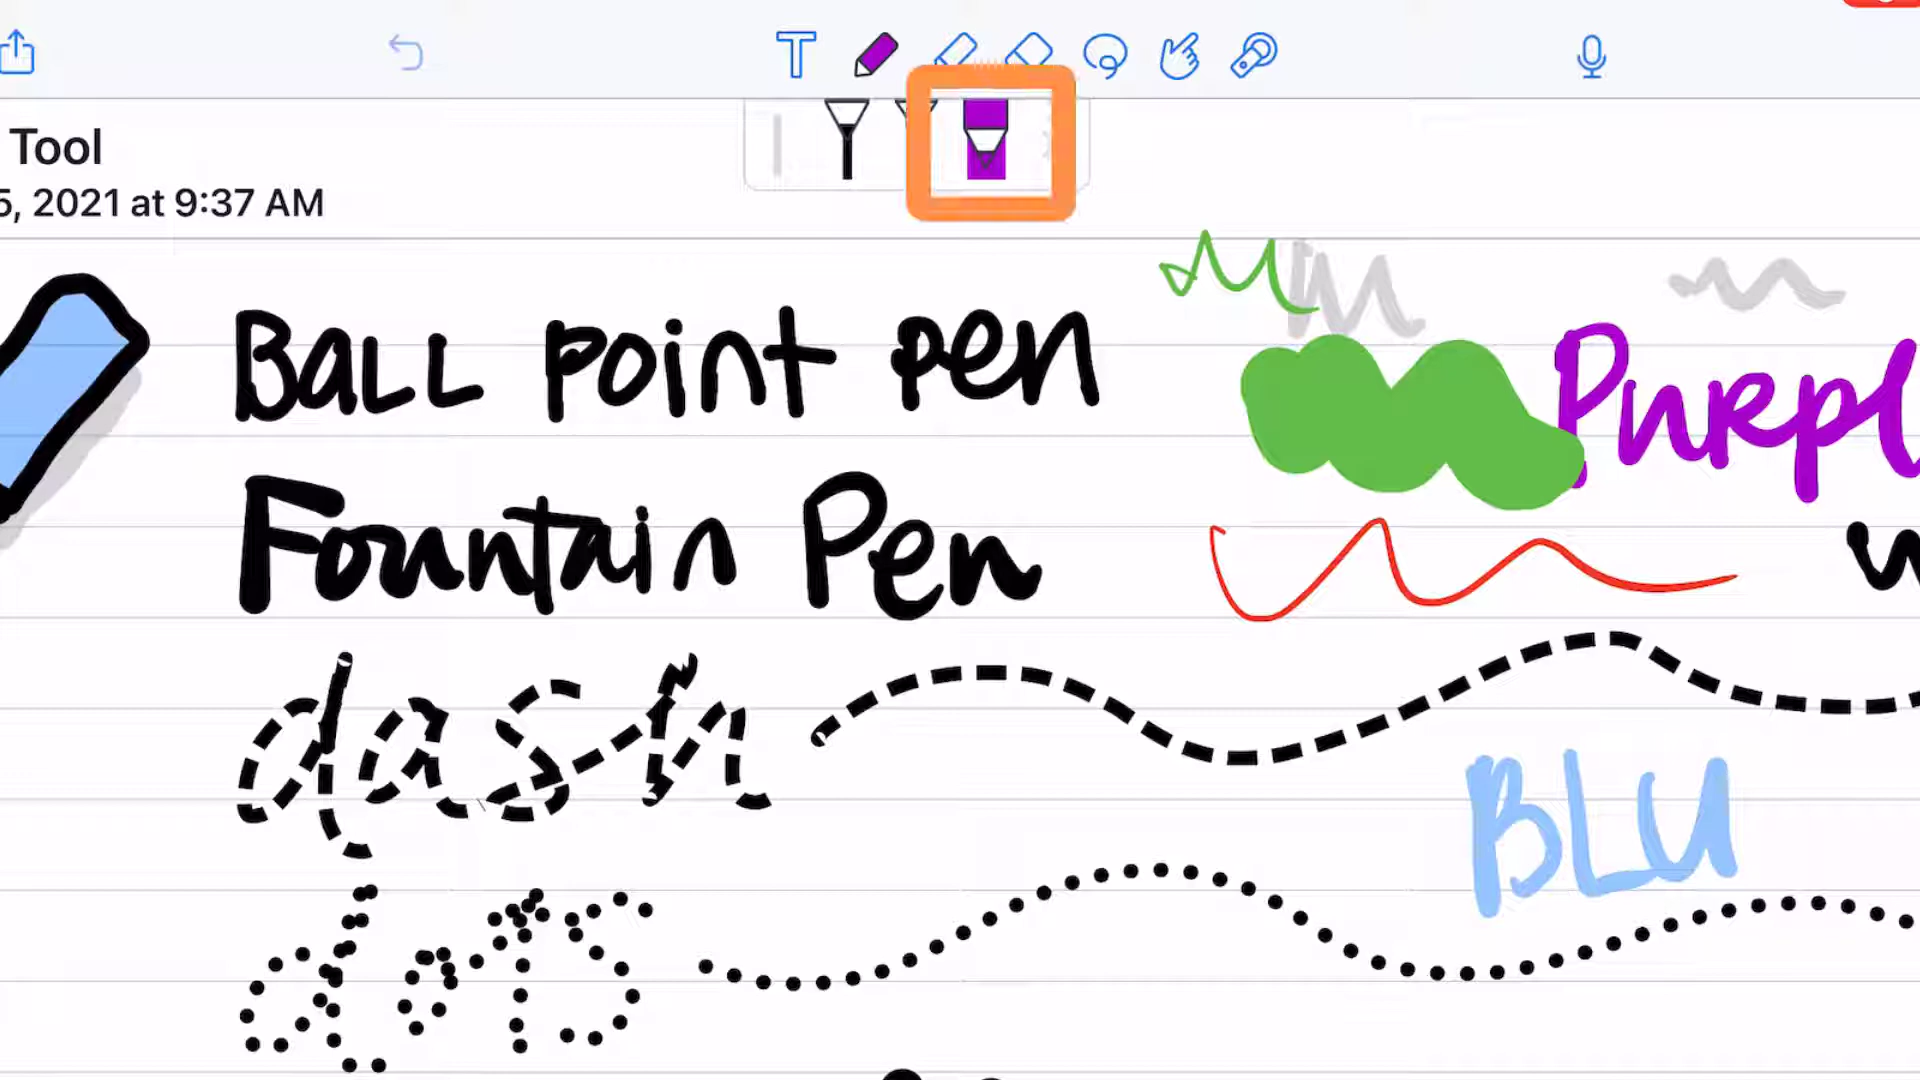 Tool
5, 2021 at 9:37 AM
Ball point pen
Purpl
Fountain Pen
dash
BLU
dots